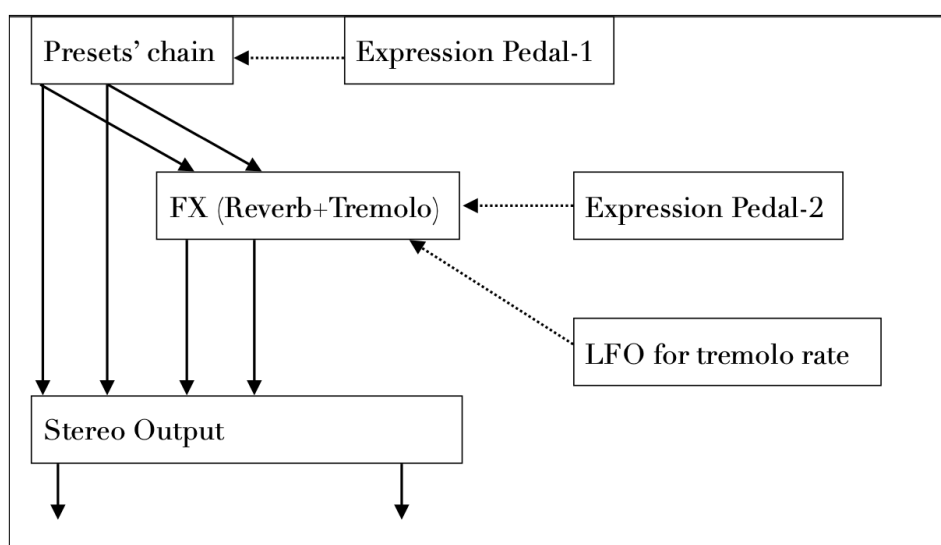 Presets’ chain
Expression Pedal-1
FX (Reverb+Tremolo)
Expression Pedal-2
LFO for tremolo rate
Stereo Output